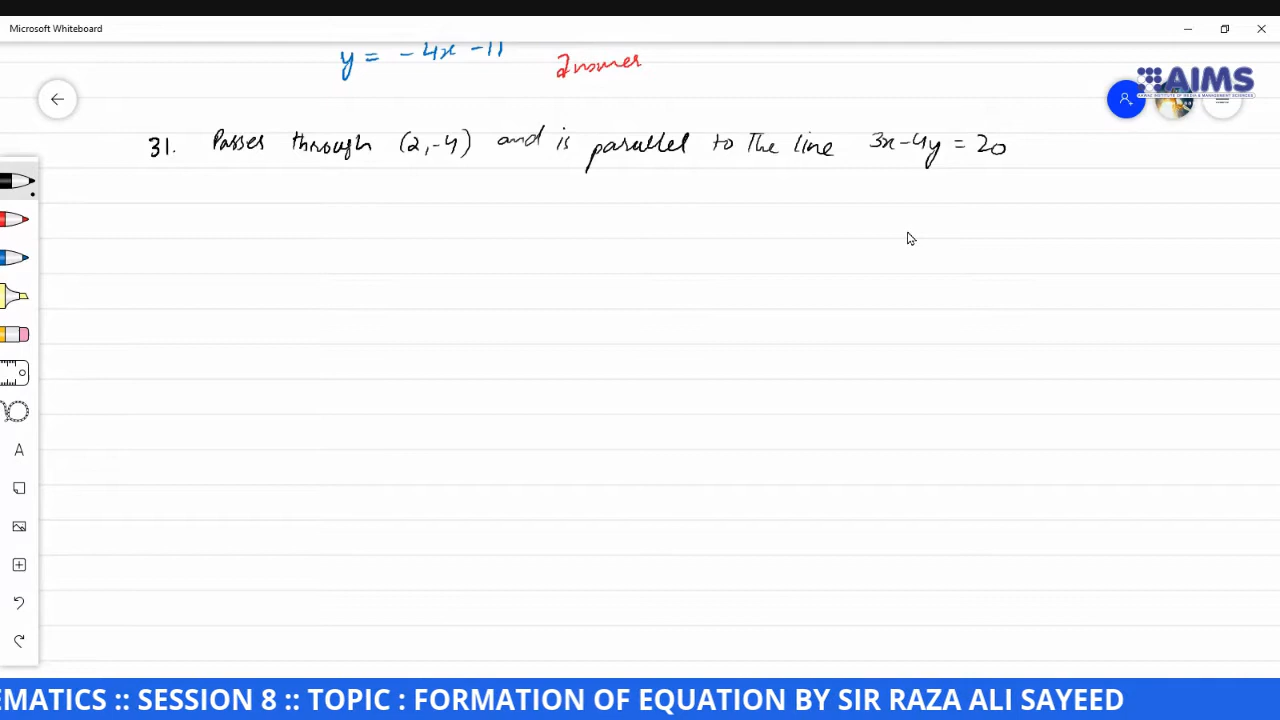 Microsoft Whiteboard
y = -4x -11
Answer
AIMS
31. Passes through (2,-4) and is parallel to The line 3x-4y = 20
A
EMATICS :: SESSION 8 :: TOPIC : FORMATION OF EQUATION BY SIR RAZA ALI SAYEED